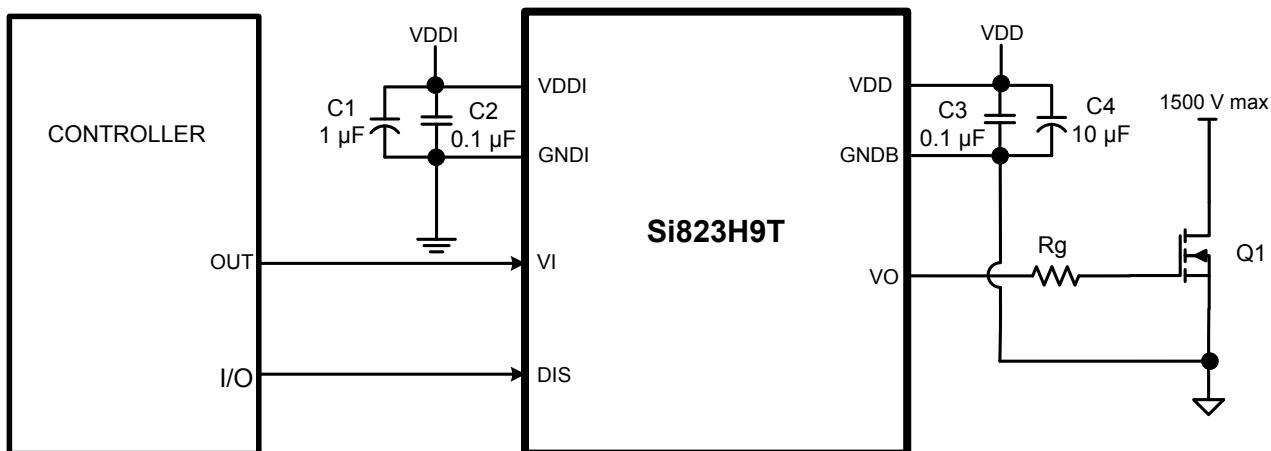 CONTROLLER
OUT
I/O
VDDI
C1
1 µF
C2
0.1 µF
VDDI
GNDI
VI
DIS
Si823H9T
VDD
GNDB
VO
VDD
C3
0.1 µF
C4
10 µF
Rg
1500 V max
Q1